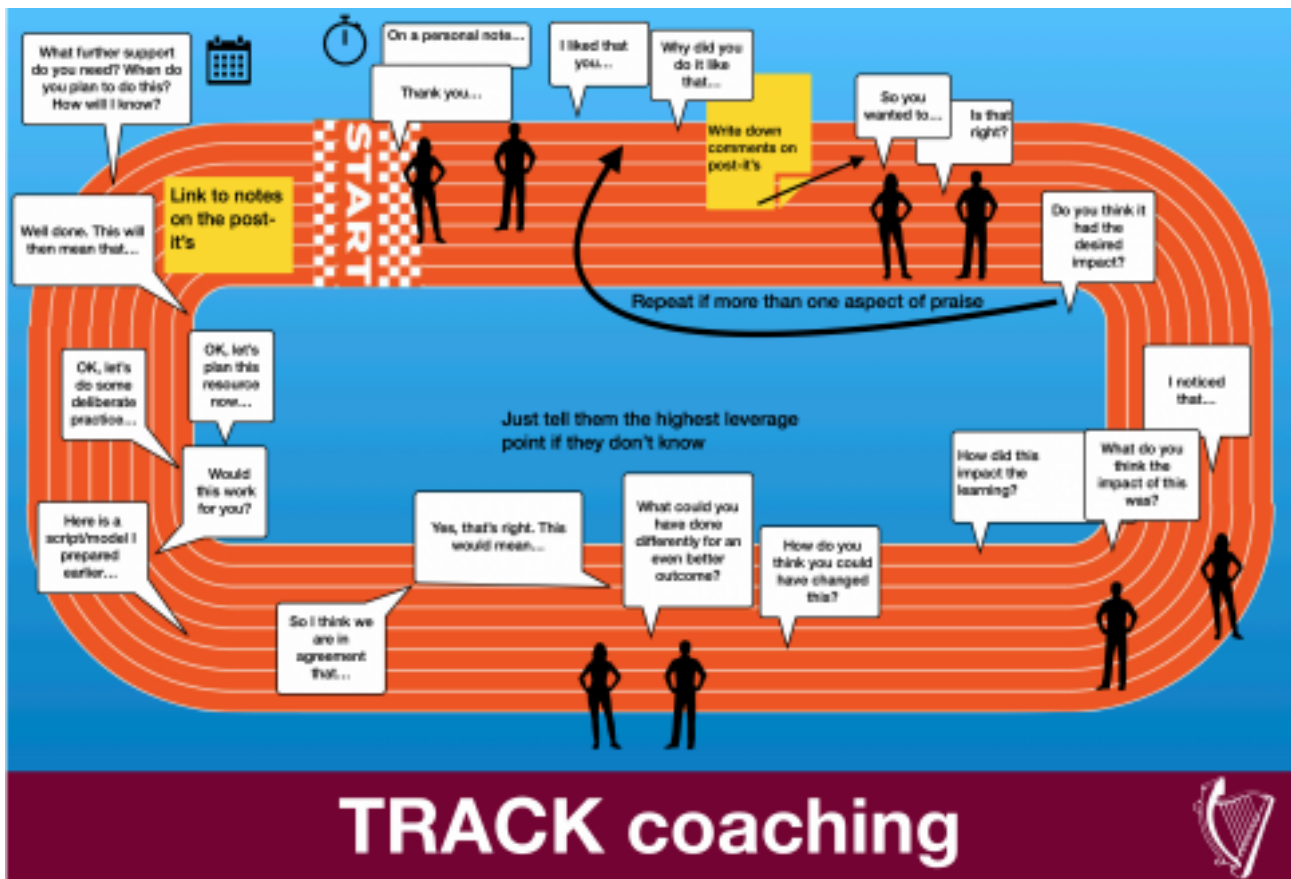 What further support
do you need? When do
you plan to do this?
How will I know?
On a personal note...
Thank you...
I liked that
you...
Why did you
do it like
that...
Write down
comments on
post-it's
So you
wanted to...
Is that
right?
START
Link to notes
on the post-
it's
Well done. This will
then mean that...
Do you think it
had the
desired
impact?
Repeat if more than one aspect of praise
OK, let's
plan this
resource
now...
OK, let's
do some
deliberate
practice...
Just tell them the highest leverage
point if they don't know
I noticed
that...
How did this
impact the
learning?
What do you
think the
impact of this
was?
Would
this work
for you?
Here is a
script/model I
prepared
earlier...
Yes, that's right. This
would mean...
What could you
have done
differently for an
even better
outcome?
How do you
think you could
have changed
this?
So I think we
are in
agreement
that...
TRACK coaching